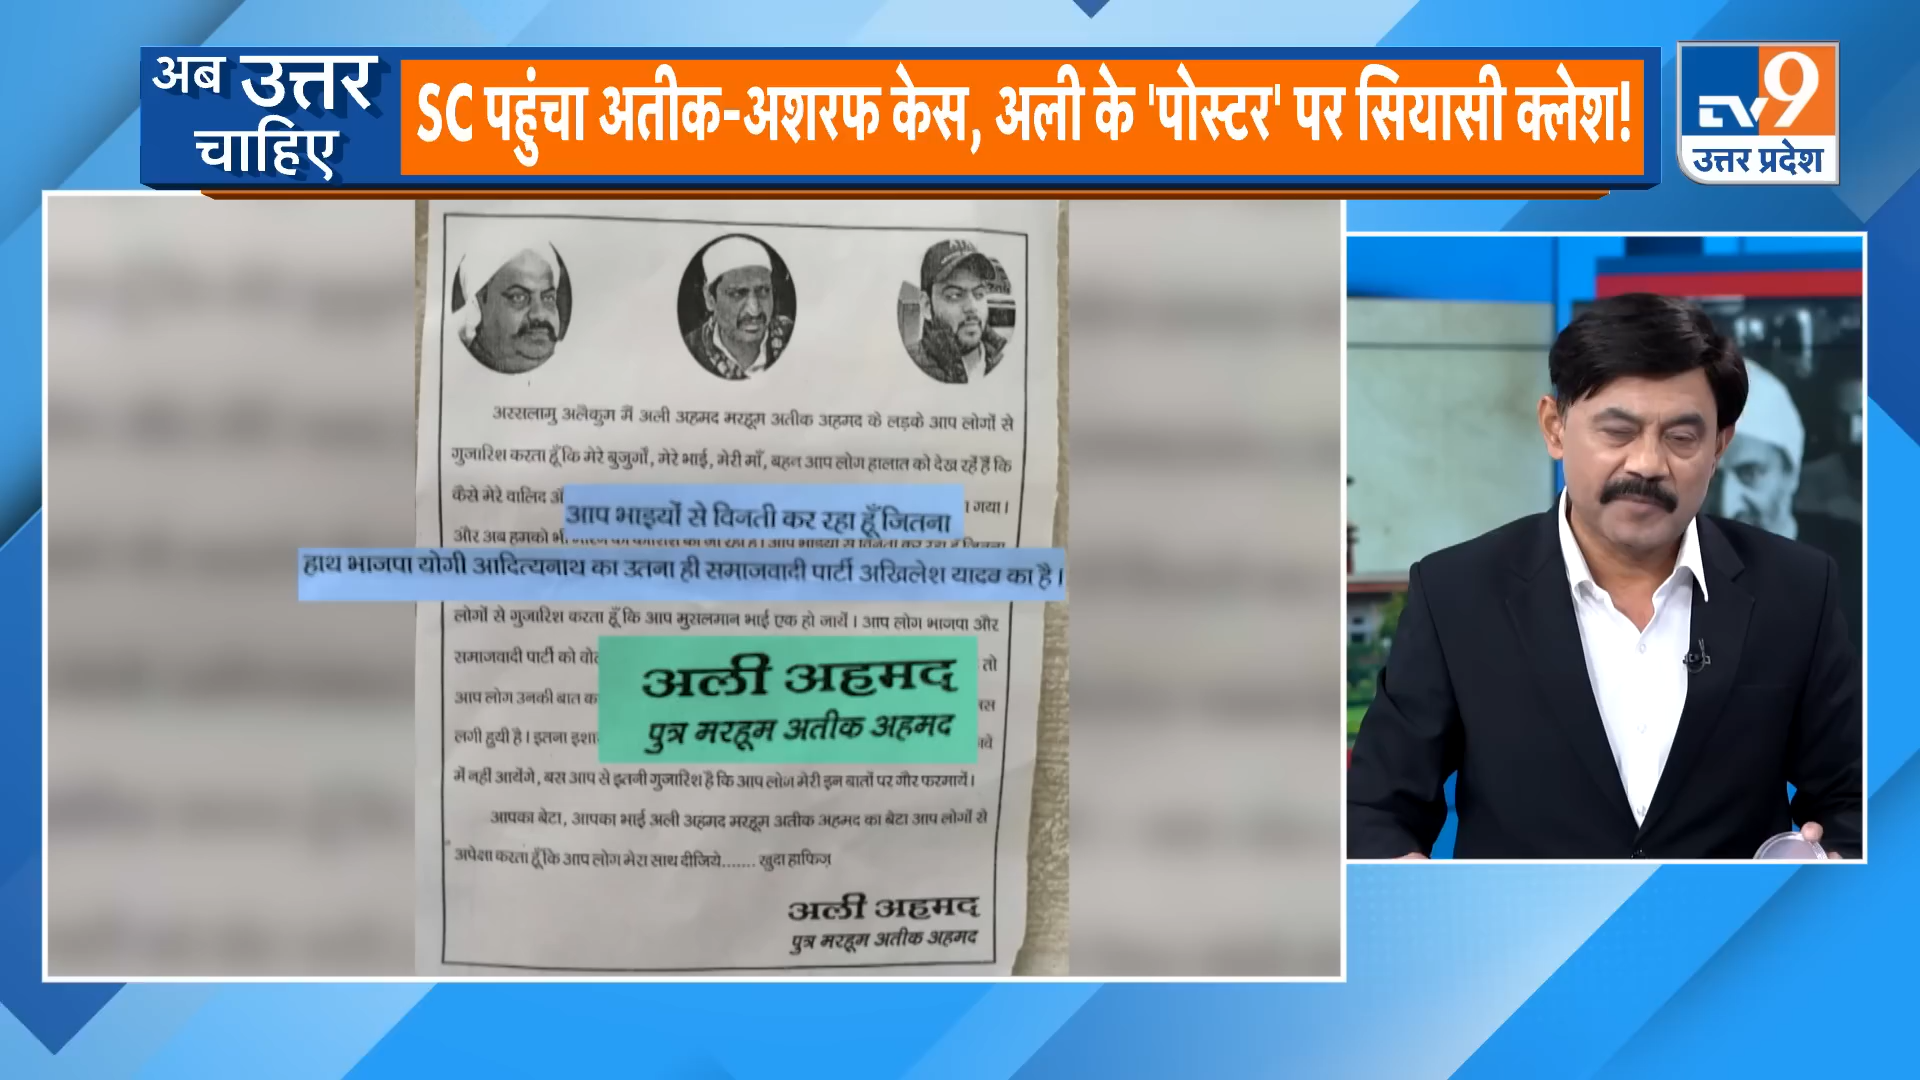 अब उत्तर चाहिए
SC पहुंचा अतीक-अशरफ केस, अली के 'पोस्टर' पर सियासी क्लेश!
TV9
उत्तर प्रदेश
अस्सलामु अलैकुम मैं अली अहमद मरहूम अतीक अहमद के लड़के आप लोगों से
गुजारिश करता हूँ कि मेरे बुजुर्गों, मेरे भाई, मेरी माँ, बहन आप लोग हालात को देख रहें हैं कि
कैसे मेरे वालिद गया।
आप भाइयों से विनती कर रहा हूँ जितना
और अब हमको
हाथ भाजपा योगी आदित्यनाथ का उतना ही समाजवादी पार्टी अखिलेश यादव का है।
लोगों से गुजारिश करता हूँ कि आप मुसलमान भाई एक हो जायें। आप लोग भाजपा और
समाजवादी पार्टी को तो
अली अहमद
आप लोग उनकी बात
पुत्र मरहूम अतीक अहमद
लगी हुयी है। इतना
में नहीं आयेंगे, बस आप से इतनी गुजारिश है कि आप लोग मेरी इन बातों पर गौर फरमायें।
आपका बेटा, आपका भाई अली अहमद मरहूम अतीक अहमद का बेटा आप लोगों से
अपेक्षा करता हूँ कि आप लोग मेरा साथ दीजिये....... खुदा हाफिज़
अली अहमद
पुत्र मरहूम अतीक अहमद